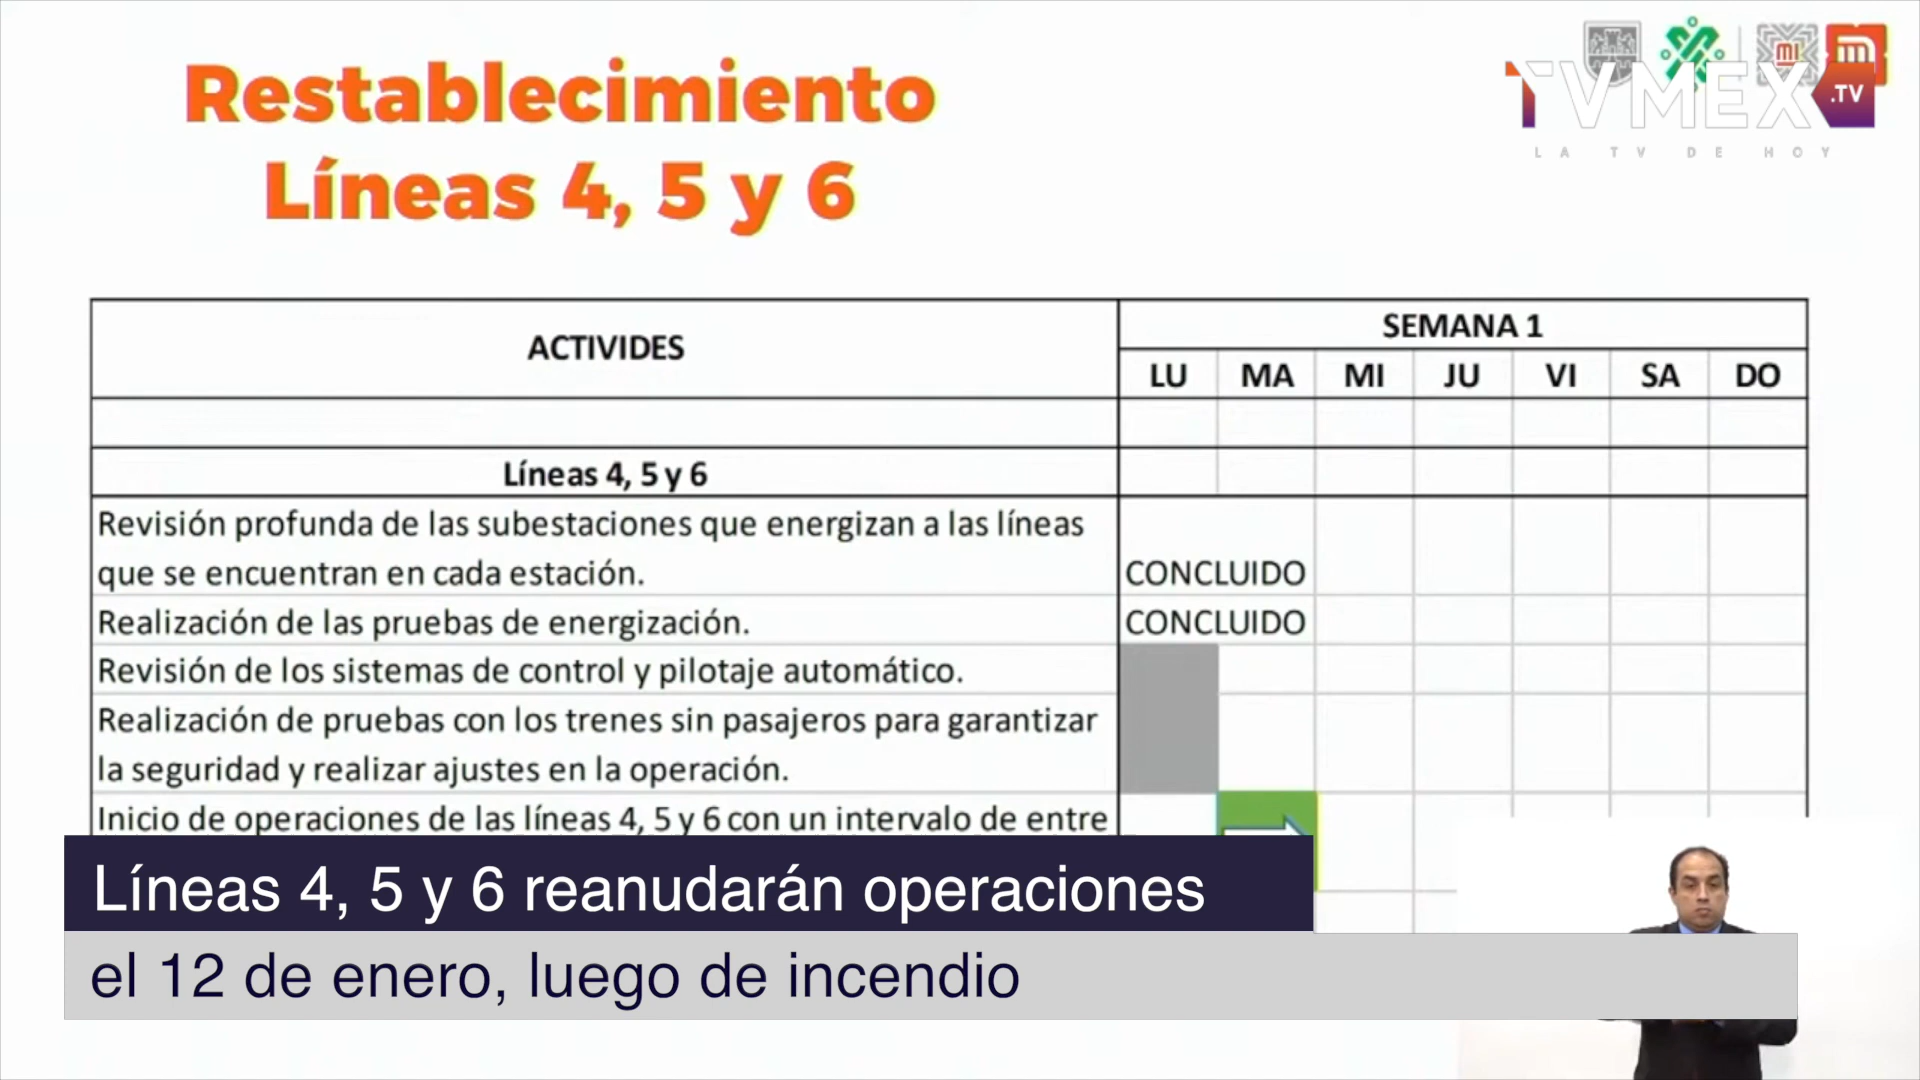 Restablecimiento
Líneas 4, 5 y 6
MI
TVMEX .TV
LA TV DE HOY
ACTIVIDES
SEMANA 1
LU MA MI JU VI SA DO
Líneas 4, 5 y 6
Revisión profunda de las subestaciones que energizan a las líneas
que se encuentran en cada estación.
CONCLUIDO
Realización de las pruebas de energización.
CONCLUIDO
Revisión de los sistemas de control y pilotaje automático.
Realización de pruebas con los trenes sin pasajeros para garantizar
la seguridad y realizar ajustes en la operación.
Inicio de operaciones de las líneas 4, 5 y 6 con un intervalo de entre
Líneas 4, 5 y 6 reanudarán operaciones
el 12 de enero, luego de incendio